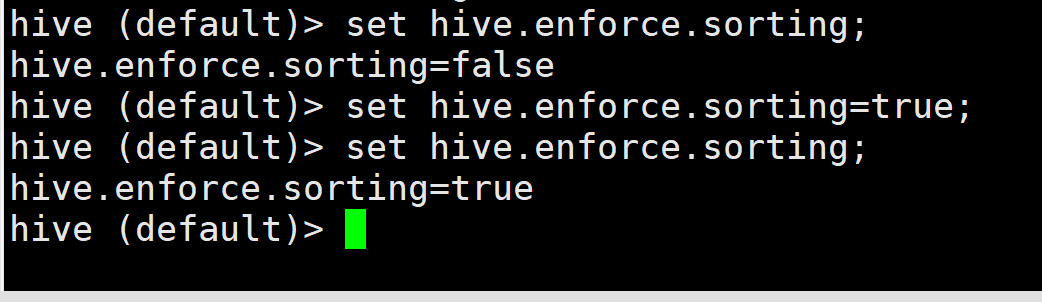 hive (default)> set hive.enforce.sorting;
hive.enforce.sorting=false
hive (default)> set hive.enforce.sorting=true;
hive (default)> set hive.enforce.sorting;
hive.enforce.sorting=true
hive (default)>